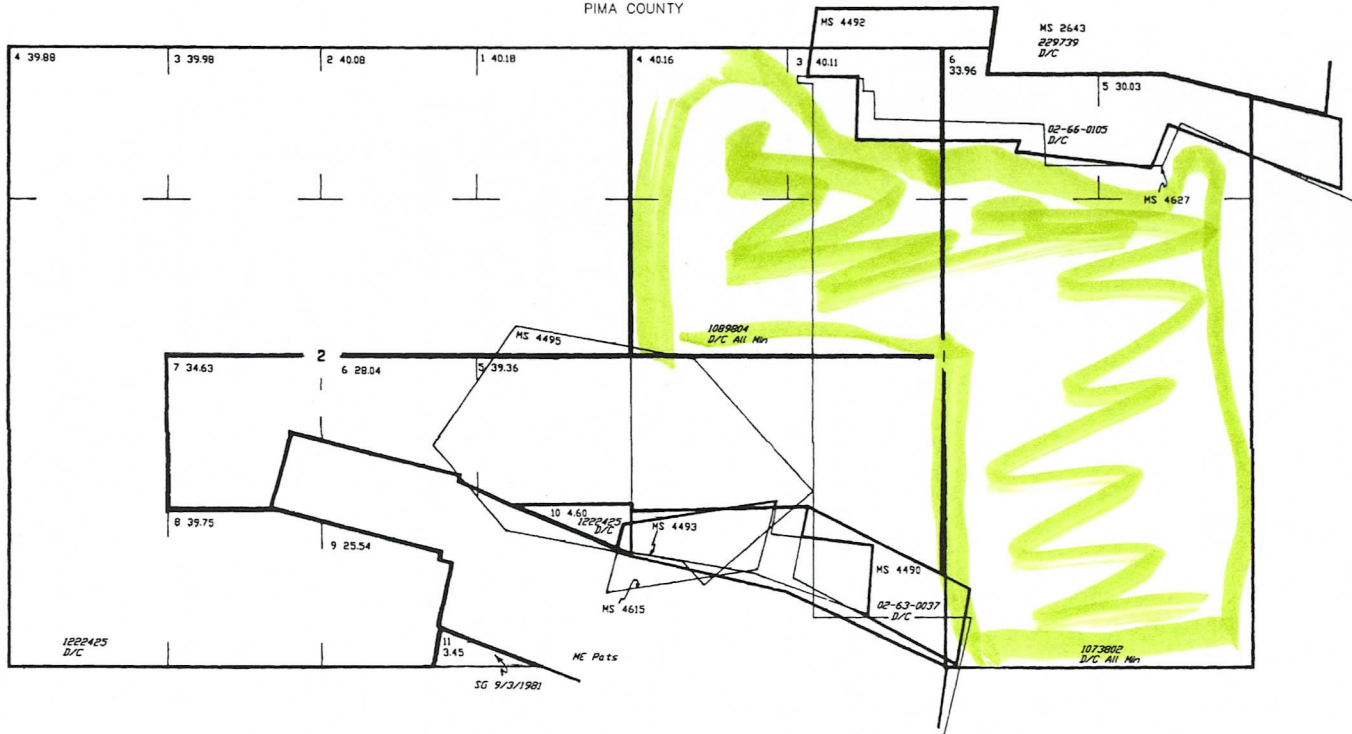 PIMA COUNTY
MS 4492
MS 2643
229739
D/C
4 39.88
3 39.98
2 40.08
1 40.18
4 40.16
3 40.11
6
33.96
5 30.03
02-66-0105
D/C
MS 4627
1089804
D/C All Min
MS 4495
2
7 34.63
6 28.04
5 39.36
10 4.60
1222425
D/C
MS 4493
8 39.75
9 25.54
MS 4490
MS 4615
02-63-0037
D/C
1222425
D/C
11
3.45
ME Pats
SG 9/3/1981
1073802
D/C All Min